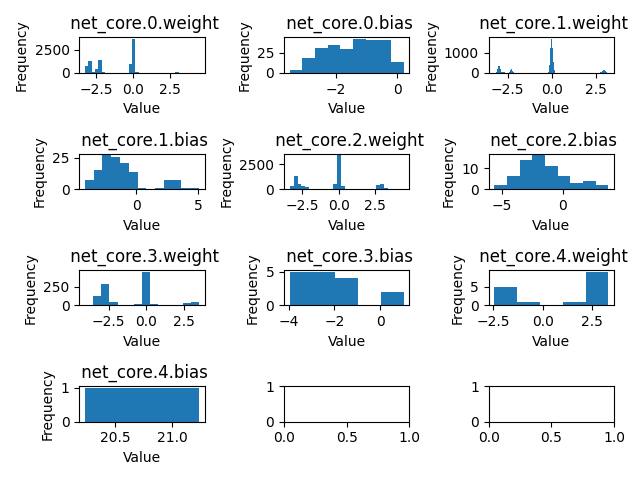 net_core.0.weight
Frequency
2500
0
−2.5 0.0 2.5
Value
net_core.0.bias
Frequency
25
0
−2 0
Value
net_core.1.weight
Frequency
1000
0
−2.5 0.0 2.5
Value
net_core.1.bias
Frequency
25
0
0 5
Value
net_core.2.weight
Frequency
2500
0
−2.5 0.0 2.5
Value
net_core.2.bias
Frequency
10
0
−5 0
Value
net_core.3.weight
Frequency
250
0
−2.5 0.0 2.5
Value
net_core.3.bias
Frequency
5
0
−4 −2 0
Value
net_core.4.weight
Frequency
5
0
−2.5 0.0 2.5
Value
net_core.4.bias
Frequency
1
0
20.5 21.0
Value
1
0
0.0 0.5 1.0
1
0
0.0 0.5 1.0